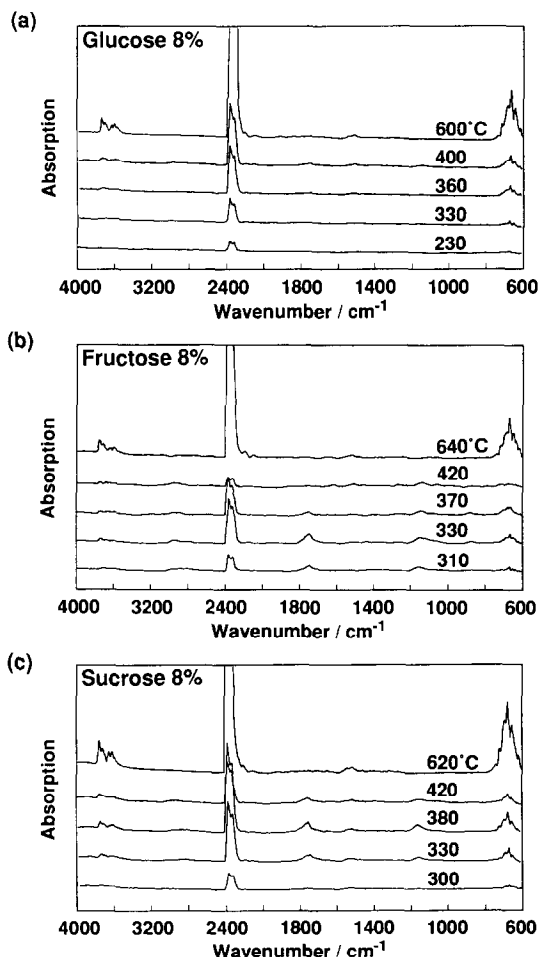 (a)
Glucose 8%
Absorption
600°C
400
360
330
230
4000 3200 2400 1800 1400 1000 600
Wavenumber / cm-1
(b)
Fructose 8%
Absorption
640°C
420
370
330
310
4000 3200 2400 1800 1400 1000 600
Wavenumber / cm-1
(c)
Sucrose 8%
Absorption
620°C
420
380
330
300
4000 3200 2400 1800 1400 1000 600
Wavenumber / cm-1